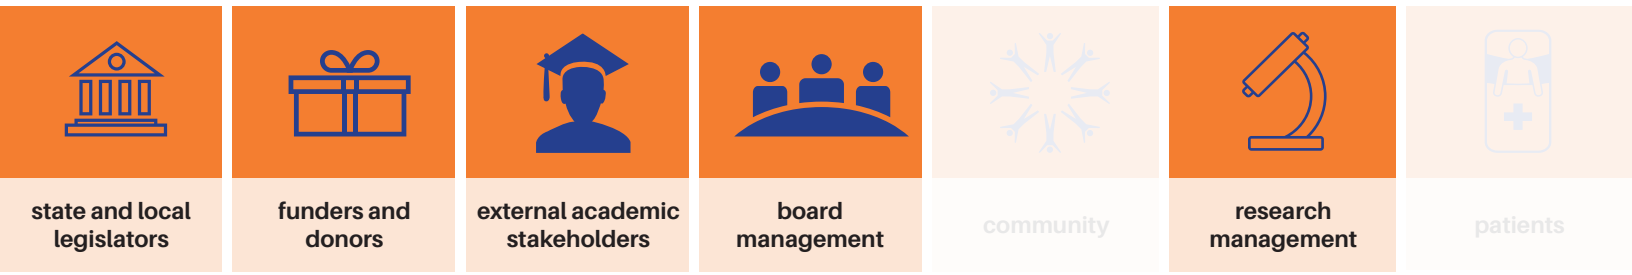 state and local
legislators
funders and
donors
external academic
stakeholders
board
management
community
research
management
patients